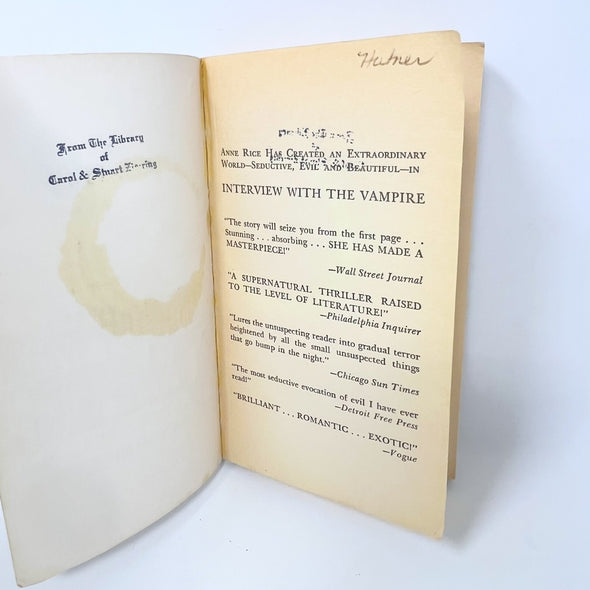 From The Library
of
Carol & Stuart
Hutner
ANNE RICE HAS CREATED AN EXTRAORDINARY
WORLD—SEDUCTIVE, EVIL AND BEAUTIFUL—IN
INTERVIEW WITH THE VAMPIRE
"The story will seize you from the first page . . .
Stunning . . . absorbing . . . SHE HAS MADE A
MASTERPIECE!"
—Wall Street Journal
"A SUPERNATURAL THRILLER RAISED
TO THE LEVEL OF LITERATURE!"
—Philadelphia Inquirer
"Lures the unsuspecting reader into gradual terror
heightened by all the small unsuspected things
that go bump in the night."
—Chicago Sun Times
"The most seductive evocation of evil I have ever
read!"
—Detroit Free Press
"BRILLIANT . . . ROMANTIC . . . EXOTIC!"
—Vogue